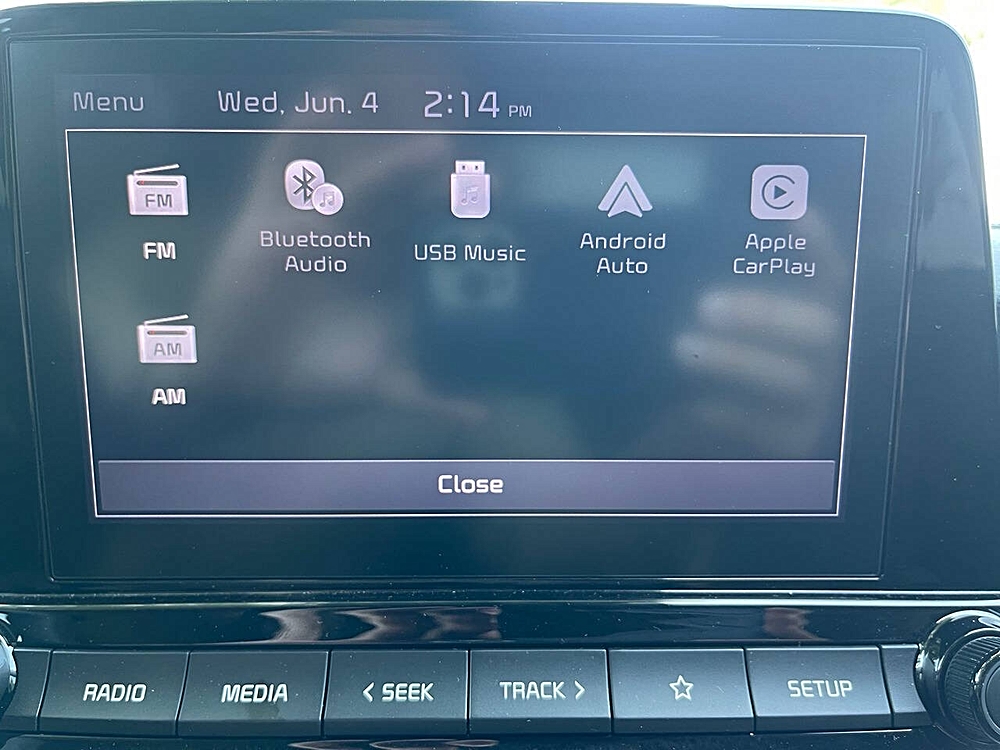 Menu Wed, Jun. 4 2:14 PM
FM
FM
Bluetooth
Audio
USB Music
Android
Auto
Apple
CarPlay
AM
AM
Close
RADIO MEDIA < SEEK TRACK > ☆ SETUP